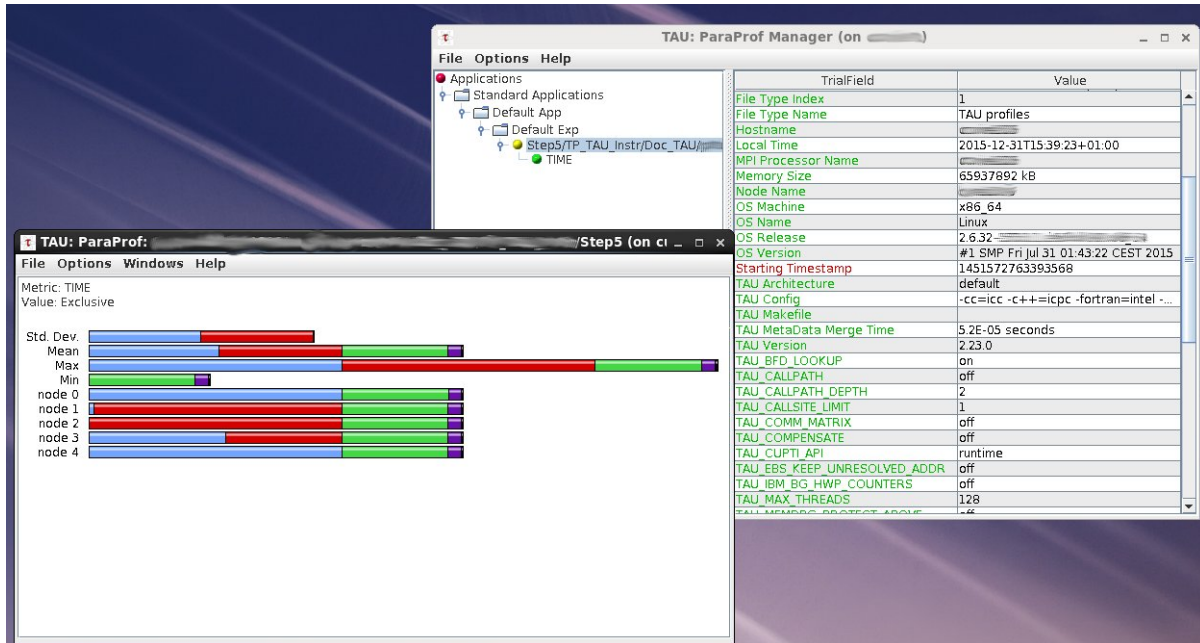 TAU: ParaProf Manager (on )
File Options Help
Applications
Standard Applications
Default App
Default Exp
Step5/TP_TAU_Instr/Doc_TAU/
TIME
TrialField Value
File Type Index 1
File Type Name TAU profiles
Hostname
Local Time 2015-12-31T15:39:23+01:00
MPI Processor Name
Memory Size 65937892 kB
Node Name
OS Machine x86_64
OS Name Linux
OS Release 2.6.32-
OS Version #1 SMP Fri Jul 31 01:43:22 CEST 2015
Starting Timestamp 1451572763393568
TAU Architecture default
TAU Config -cc=icc -c++=icpc -fortran=intel -...
TAU Makefile
TAU MetaData Merge Time 5.2E-05 seconds
TAU Version 2.23.0
TAU_BFD_LOOKUP on
TAU_CALLPATH off
TAU_CALLPATH_DEPTH 2
TAU_CALLSITE_LIMIT 1
TAU_COMM_MATRIX off
TAU_COMPENSATE off
TAU_CUPTI_API runtime
TAU_EBS_KEEP_UNRESOLVED_ADDR off
TAU_IBM_BG_HWP_COUNTERS off
TAU_MAX_THREADS 128
TAU: ParaProf: /Step5 (on
File Options Windows Help
Metric: TIME
Value: Exclusive
Std. Dev.
Mean
Max
Min
node 0
node 1
node 2
node 3
node 4